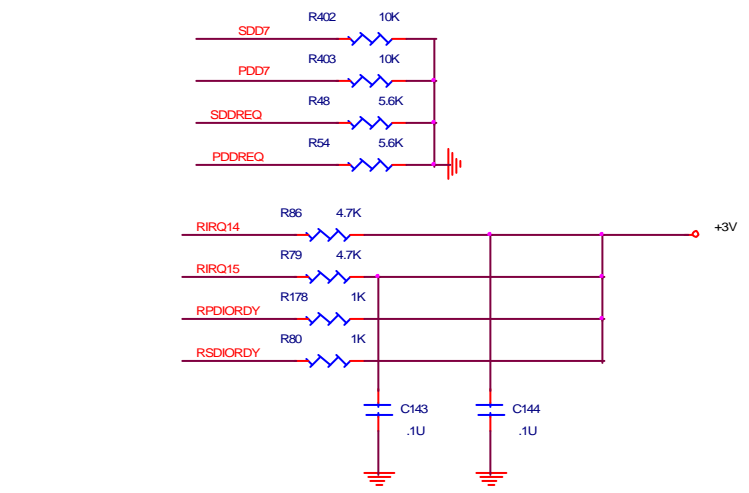 R402 10K
SDD7
R403 10K
PDD7
R48 5.6K
SDDREQ
R54 5.6K
PDDREQ
R86 4.7K
RIRQ14
+3V
R79 4.7K
RIRQ15
R178 1K
RPDIORDY
R80 1K
RSDIORDY
C143 C144
.1U .1U